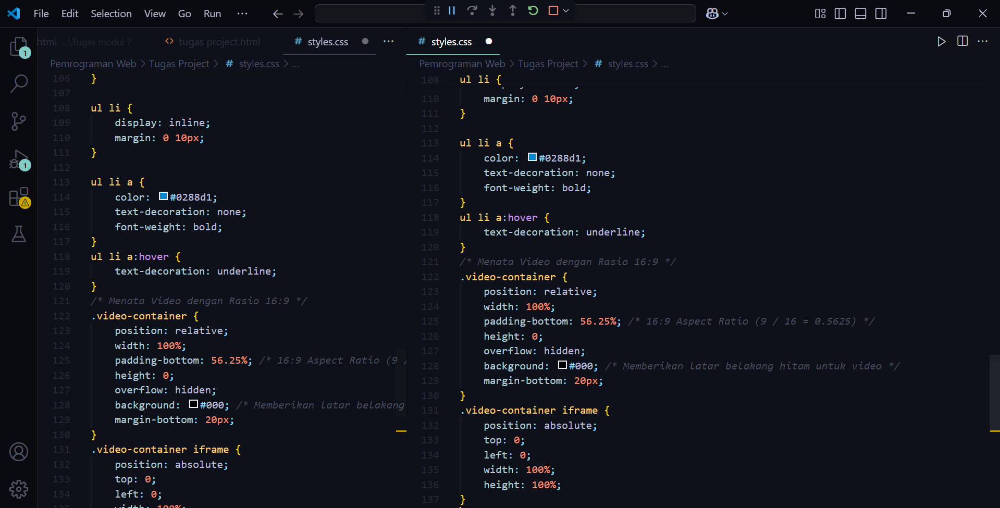 File Edit Selection View Go Run ···
html ...\Tugas modul 7 <> tugas project.html # styles.css ···
# styles.css ···
Pemrograman Web > Tugas Project > # styles.css > ...
106 }
107
108 ul li {
109 display: inline;
110 margin: 0 10px;
111 }
112
113 ul li a {
114 color: #0288d1;
115 text-decoration: none;
116 font-weight: bold;
117 }
118 ul li a:hover {
119 text-decoration: underline;
120 }
121 /* Menata Video dengan Rasio 16:9 */
122 .video-container {
123 position: relative;
124 width: 100%;
125 padding-bottom: 56.25%; /* 16:9 Aspect Ratio (9 /
126 height: 0;
127 overflow: hidden;
128 background: #000; /* Memberikan latar belakang
129 margin-bottom: 20px;
130 }
131 .video-container iframe {
132 position: absolute;
133 top: 0;
134 left: 0;
135 width: 100%;
Pemrograman Web > Tugas Project > # styles.css > ...
108 ul li {
110 margin: 0 10px;
111 }
112
113 ul li a {
114 color: #0288d1;
115 text-decoration: none;
116 font-weight: bold;
117 }
118 ul li a:hover {
119 text-decoration: underline;
120 }
121 /* Menata Video dengan Rasio 16:9 */
122 .video-container {
123 position: relative;
124 width: 100%;
125 padding-bottom: 56.25%; /* 16:9 Aspect Ratio (9 / 16 = 0.5625) */
126 height: 0;
127 overflow: hidden;
128 background: #000; /* Memberikan latar belakang hitam untuk video */
129 margin-bottom: 20px;
130 }
131 .video-container iframe {
132 position: absolute;
133 top: 0;
134 left: 0;
135 width: 100%;
136 height: 100%;
137 }
1
1